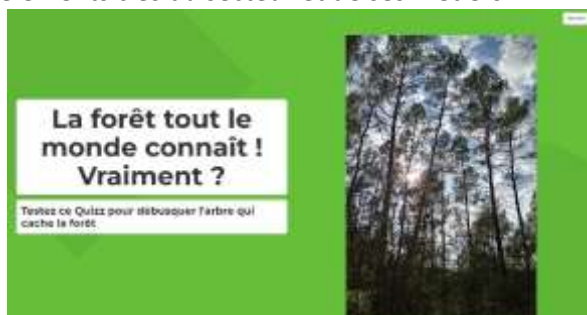 La forêt tout le
monde connaît !
Vraiment ?
Testez ce Quizz pour débusquer l'arbre qui
cache la forêt